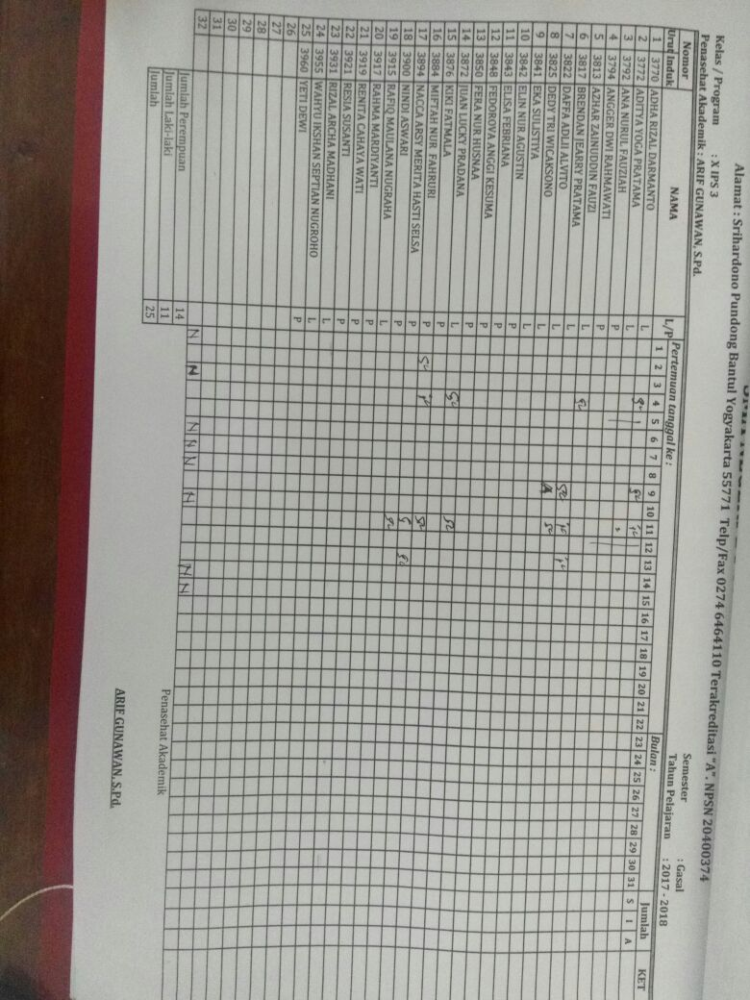 Alamat : Srihardono Pundong Bantul Yogyakarta 55771 Telp/Fax 0274 6464110 Terakreditasi "A". NPSN 20400374
Kelas / Program : X IPS 3
Semester : Gasal
Penasehat Akademik : ARIF GUNAWAN, S.Pd.
Tahun Pelajaran : 2017 - 2018
Nomor NAMA L/P Pertemuan tanggal ke : Bulan : Jumlah KET
Urut Induk 1 2 3 4 5 6 7 8 9 10 11 12 13 14 15 16 17 18 19 20 21 22 23 24 25 26 27 28 29 30 31 S I A
1 3770 ADHA RIZAL DARMANTO L
2 3772 ADITYA YOGA PRATAMA L
3 3792 ANA NURUL FAUZIAH
4 3794 ANGGER DWI RAHMAWATI P
5 3813 AZHAR ZAINUDDIN FAUZI
6 3817 BRENDAN JEARRY PRATAMA L
7 3822 DAFFA ADLII ALVITO L
8 3825 DEDY TRI WICAKSONO L
9 3841 EKA SULISTIYA
10 3842 ELIN NUR AGUSTIN
11 3843 ELISA FEBRIANA P
12 3848 FEDOROVA ANGGI KESUMA P
13 3850 FERA NUR HUSNAA P
14 3872 JUAN LUCKY PRADANA
15 3876 KIKI FATMALA
16 3884 MIFTAH NUR FAHRURI
17 3894 NAGCA ABSY MERITA HASTI SELSA P
18 3900 NINDI ASWARI P
19 3915 RAFIQ MAULANA NUGRAHA
20 3917 RAHMA MARDIYANTI
21 3919 RENITA CAHAYA WATI P
22 3921 RESIA SUSANTI P
23 3931 RIZAL ARCHA MADHANI L
24 3955 WAHYU IKSHAN SEPTIAN NUGROHO L
25 3960 YETI DEWI P
26
27
28
29
30
31
32
Jumlah Perempuan 14
Jumlah Laki-laki 11
Jumlah 25
Penasehat Akademik
ARIF GUNAWAN, S.Pd.